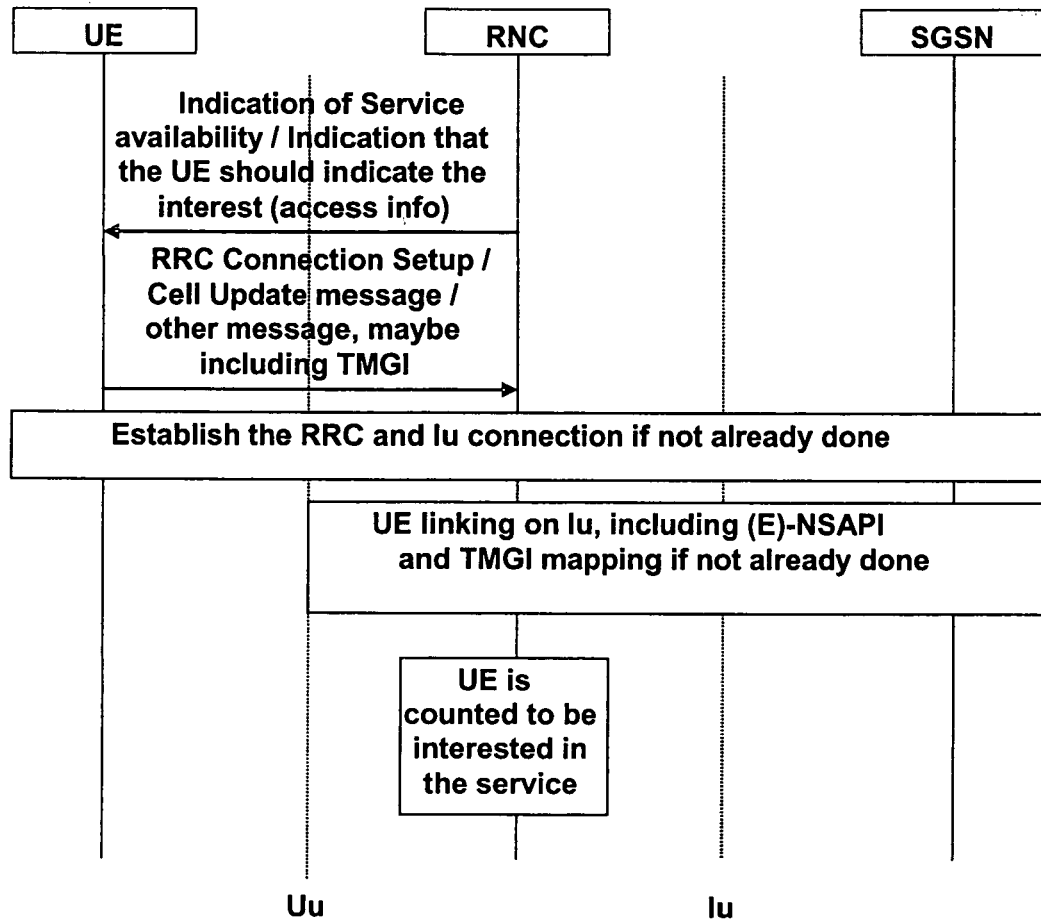 UE
RNC
SGSN
Indication of Service
availability / Indication that
the UE should indicate the
interest (access info)
RRC Connection Setup /
Cell Update message /
other message, maybe
including TMGI
Establish the RRC and Iu connection if not already done
UE linking on Iu, including (E)-NSAPI
and TMGI mapping if not already done
UE is
counted to be
interested in
the service
Uu
Iu